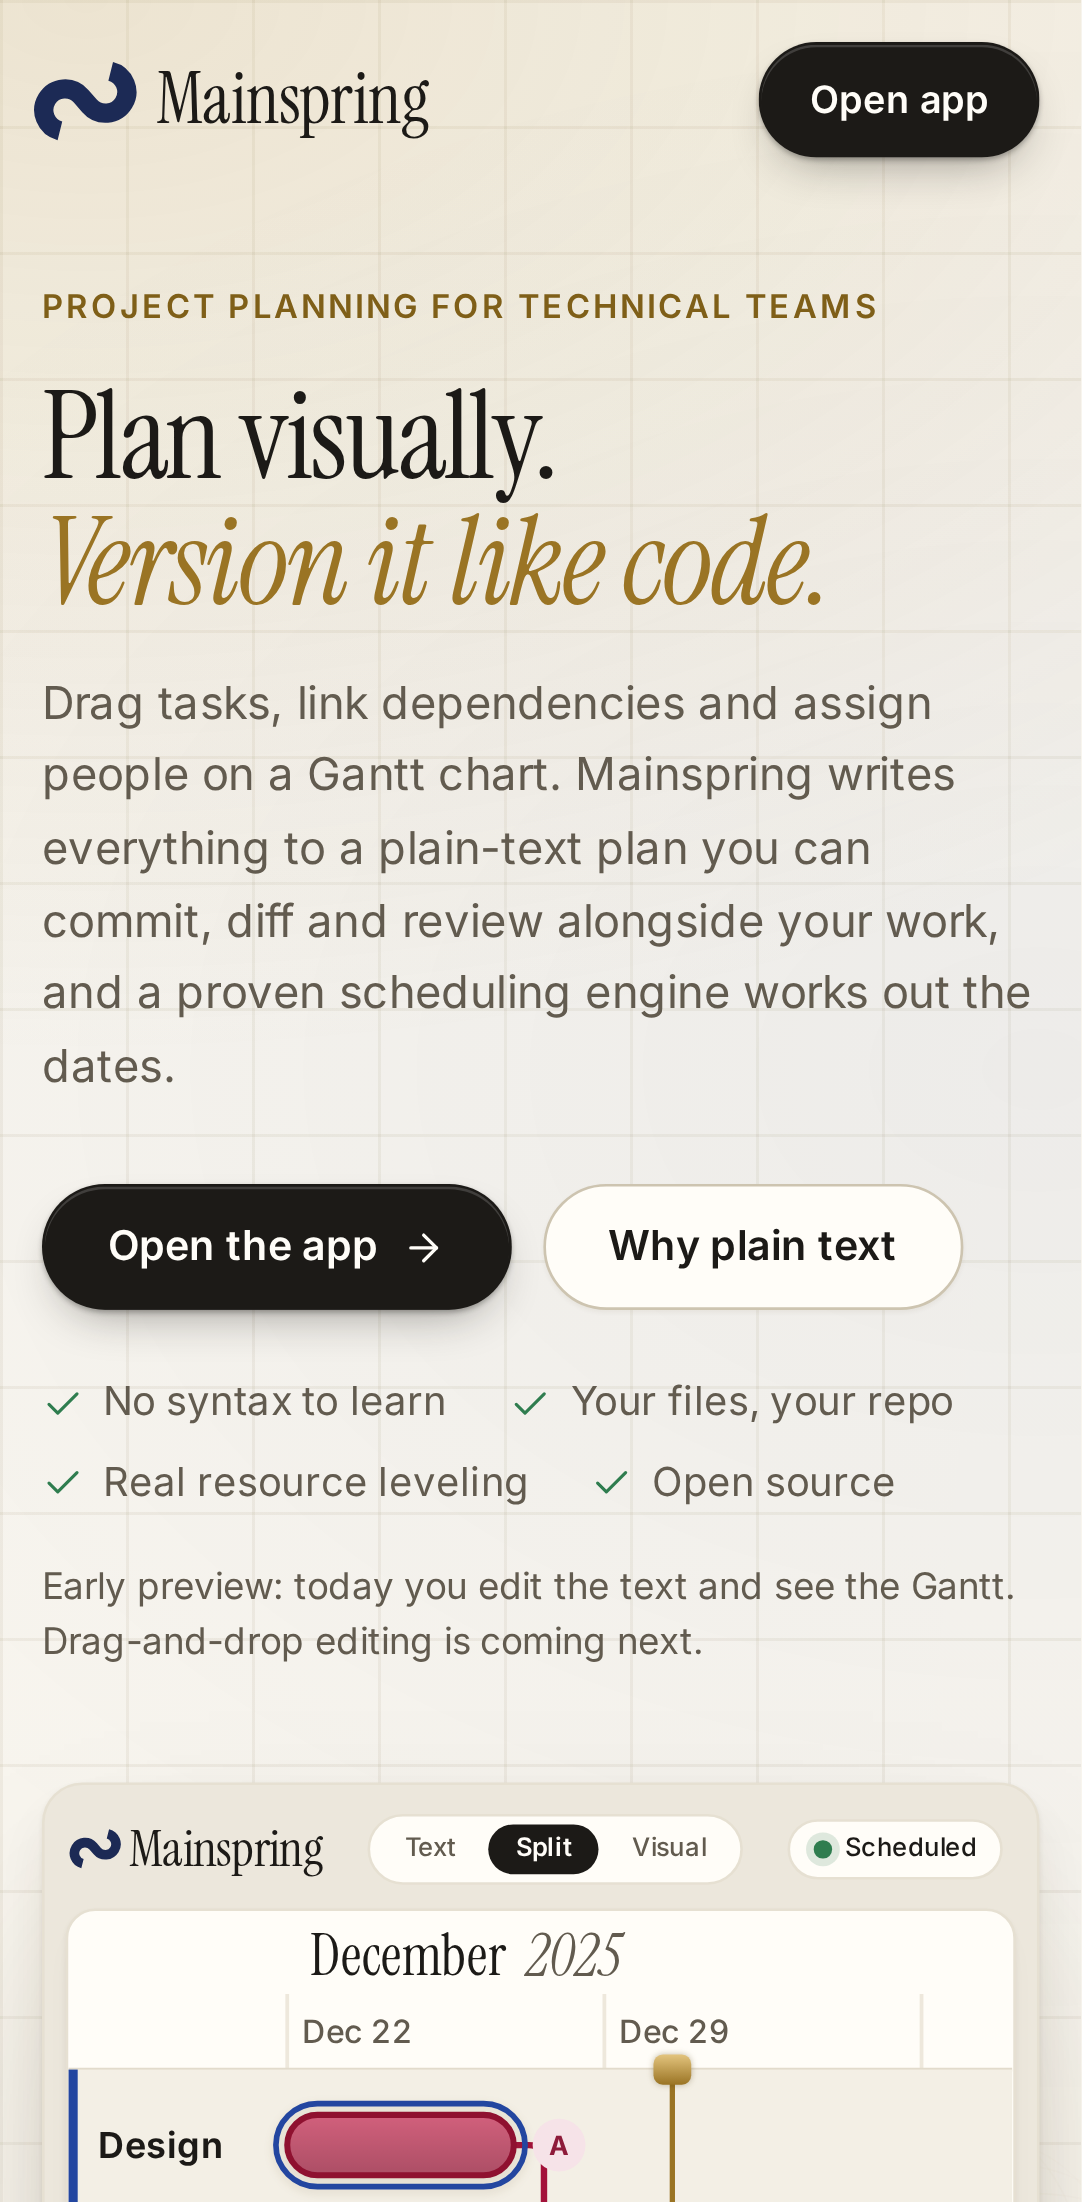 Mainspring
Open app
PROJECT PLANNING FOR TECHNICAL TEAMS
Plan visually.
Version it like code.
Drag tasks, link dependencies and assign
people on a Gantt chart. Mainspring writes
everything to a plain-text plan you can
commit, diff and review alongside your work,
and a proven scheduling engine works out the
dates.
Open the app →
Why plain text
No syntax to learn
Your files, your repo
Real resource leveling
Open source
Early preview: today you edit the text and see the Gantt.
Drag-and-drop editing is coming next.
Mainspring
Text
Split
Visual
Scheduled
December 2025
Dec 22
Dec 29
Design
A